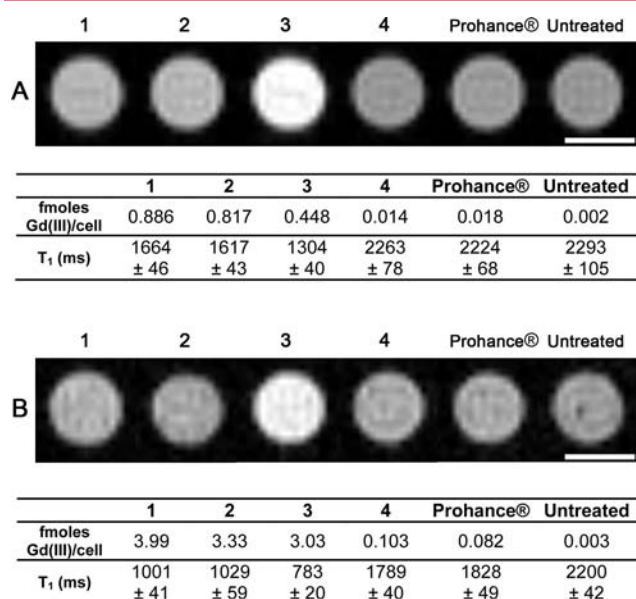 1 2 3 4 Prohance® Untreated
A
1 2 3 4 Prohance® Untreated
fmoles
Gd(III)/cell 0.886 0.817 0.448 0.014 0.018 0.002
T₁ (ms) 1664 1617 1304 2263 2224 2293
± 46 ± 43 ± 40 ± 78 ± 68 ± 105
1 2 3 4 Prohance® Untreated
B
1 2 3 4 Prohance® Untreated
fmoles
Gd(III)/cell 3.99 3.33 3.03 0.103 0.082 0.003
T₁ (ms) 1001 1029 783 1789 1828 2200
± 41 ± 59 ± 20 ± 40 ± 49 ± 42